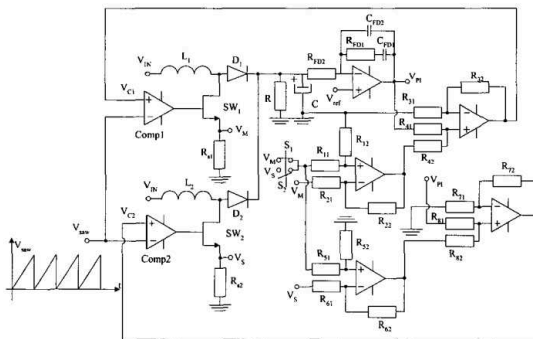 C_FD2
R_FD1
C_FD1
V_IN
L_1
D_1
R_FD2
V_PI
V_C1
+
R
C
V_ref
R_31
R_32
SW_1
V_M
Comp1
R_s1
R_12
R_41
R_42
S_1
V_M
R_11
V_S
S_2
V_M
R_21
V_IN
L_2
D_2
R_22
V_PI
R_72
V_C2
R_71
R_81
R_82
R_52
V_saw
V_saw
SW_2
Comp2
V_S
R_51
t
R_s2
V_S
R_61
R_62